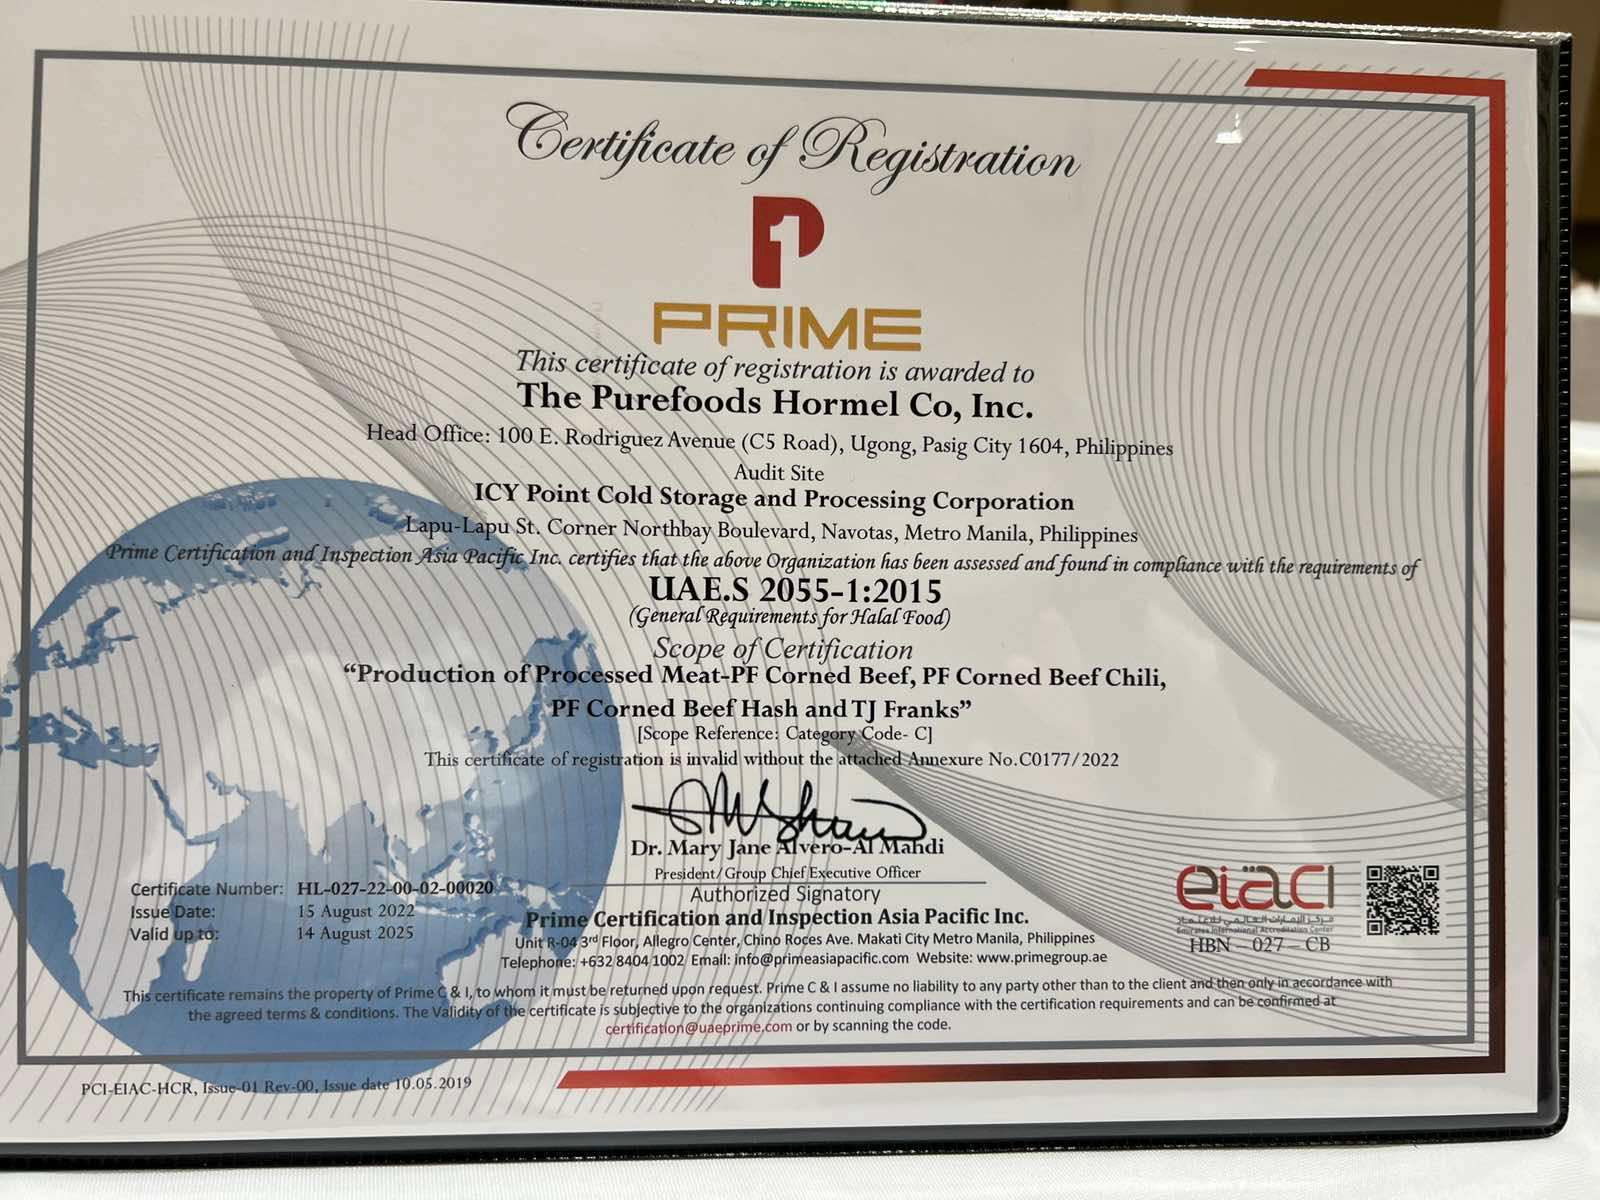 Certificate of Registration
P1
PRIME
This certificate of registration is awarded to
The Purefoods Hormel Co, Inc.
Head Office: 100 E. Rodriguez Avenue (C5 Road), Ugong, Pasig City 1604, Philippines
Audit Site
ICY Point Cold Storage and Processing Corporation
Lapu-Lapu St. Corner Northbay Boulevard, Navotas, Metro Manila, Philippines
Prime Certification and Inspection Asia Pacific Inc. certifies that the above Organization has been assessed and found in compliance with the requirements of
UAE.S 2055-1:2015
(General Requirements for Halal Food)
Scope of Certification
“Production of Processed Meat-PF Corned Beef, PF Corned Beef Chili,
PF Corned Beef Hash and TJ Franks”
[Scope Reference: Category Code- C]
This certificate of registration is invalid without the attached Annexure No.C0177/2022
Dr. Mary Jane Alvero-Al Mahdi
President/Group Chief Executive Officer
Authorized Signatory
Prime Certification and Inspection Asia Pacific Inc.
Unit R-04 3rd Floor, Allegro Center, Chino Roces Ave. Makati City Metro Manila, Philippines
Telephone: +632 8404 1002 Email: info@primeasiapacific.com Website: www.primegroup.ae
Certificate Number: HL-027-22-00-02-00020
Issue Date: 15 August 2022
Valid up to: 14 August 2025
eiac
مركز الإمارات العالمي للاعتماد
Emirates International Accreditation Center
HBN – 027 – CB
This certificate remains the property of Prime C & I, to whom it must be returned upon request. Prime C & I assume no liability to any party other than to the client and then only in accordance with
the agreed terms & conditions. The Validity of the certificate is subjective to the organizations continuing compliance with the certification requirements and can be confirmed at
certification@uaeprime.com or by scanning the code.
PCI-EIAC-HCR, Issue-01 Rev-00, Issue date 10.05.2019